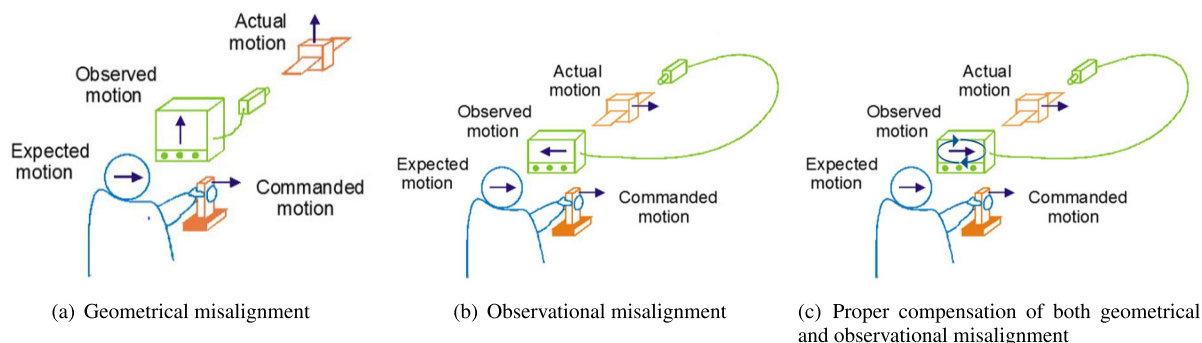 Actual
motion
Observed
motion
Expected
motion
Commanded
motion
(a) Geometrical misalignment
Actual
motion
Observed
motion
Expected
motion
Commanded
motion
(b) Observational misalignment
Actual
motion
Observed
motion
Expected
motion
Commanded
motion
(c) Proper compensation of both geometrical
and observational misalignment